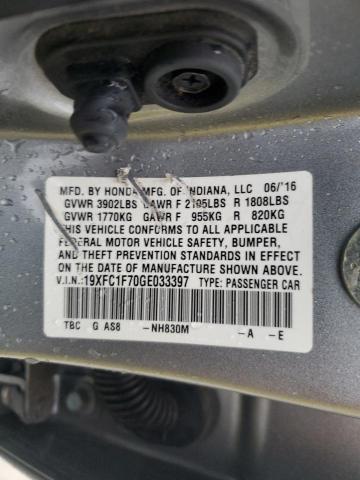 MFD. BY HONDA MFG. OF INDIANA, LLC 06/'16
GVWR 3902LBS GAWR F 2105LBS R 1808LBS
GVWR 1770KG GAWR F 955KG R 820KG
THIS VEHICLE CONFORMS TO ALL APPLICABLE
FEDERAL MOTOR VEHICLE SAFETY, BUMPER,
AND THEFT PREVENTION STANDARDS IN EFFECT
ON THE DATE OF MANUFACTURE SHOWN ABOVE.
V.I.N.:19XFC1F70GE033397 TYPE: PASSENGER CAR
TBC G AS8 -NH830M -A -E